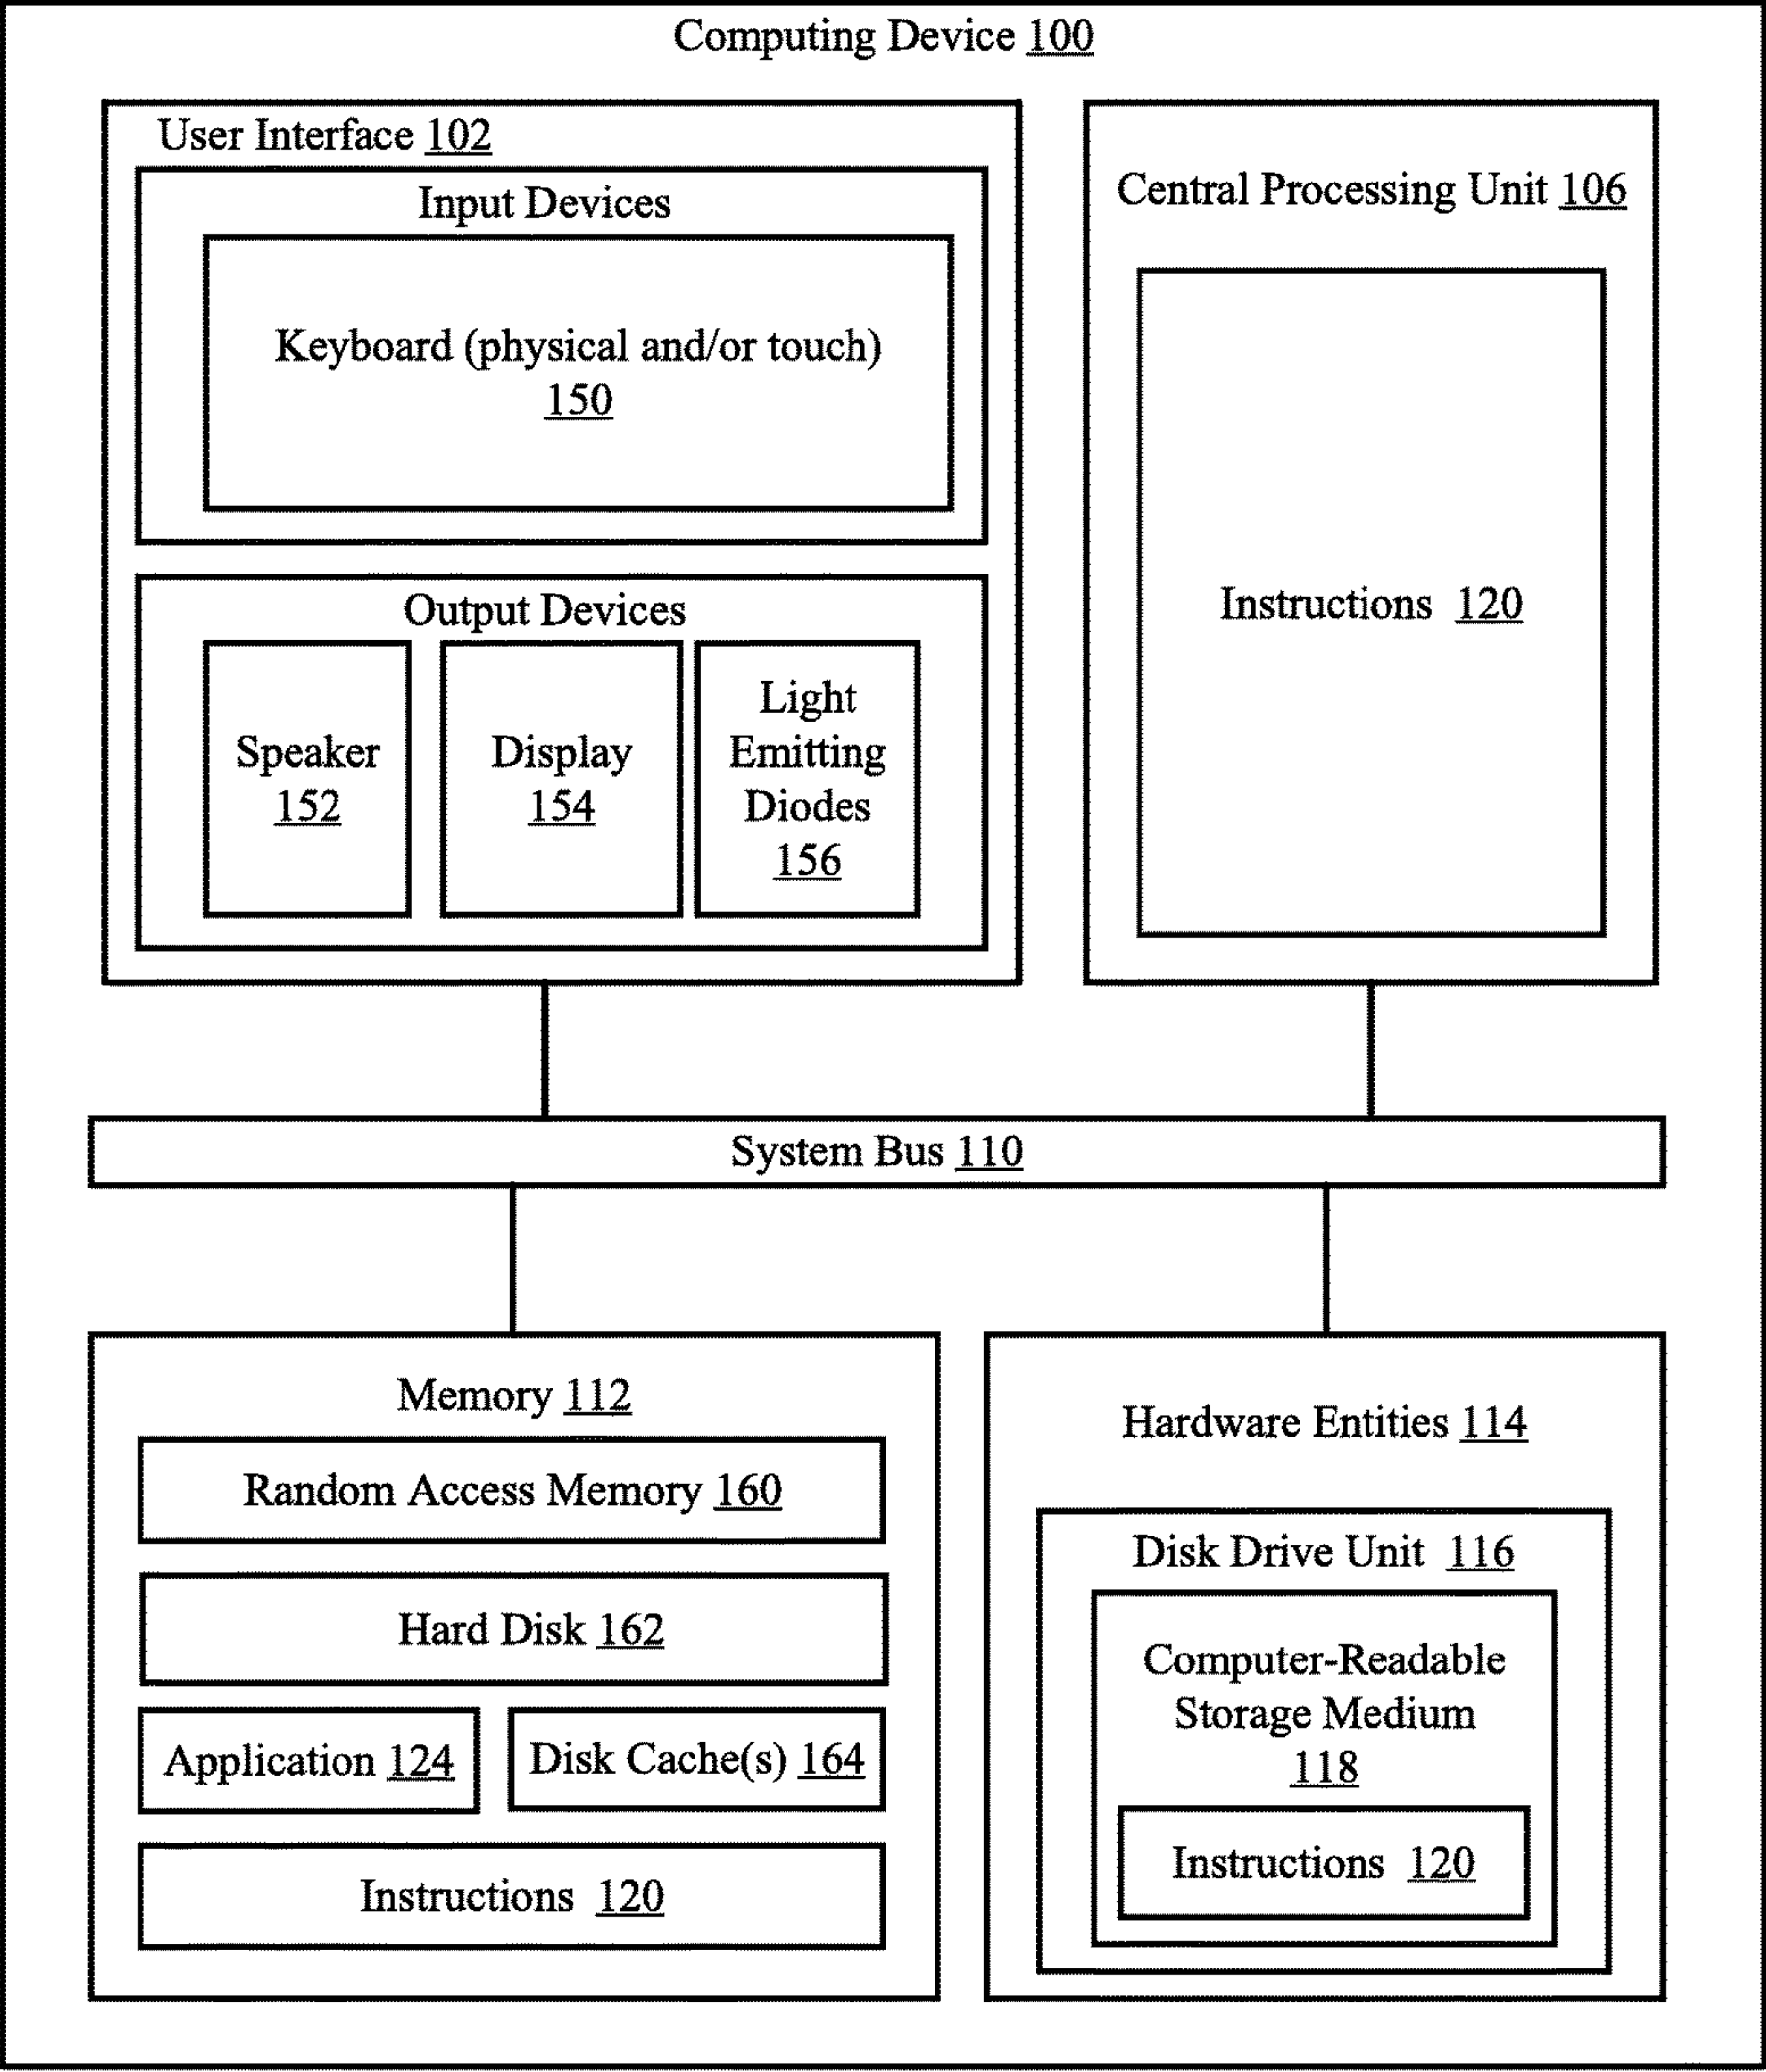 Computing Device 100
User Interface 102
Input Devices
Keyboard (physical and/or touch)
150
Output Devices
Speaker
152
Display
154
Light
Emitting
Diodes
156
Central Processing Unit 106
Instructions 120
System Bus 110
Memory 112
Random Access Memory 160
Hard Disk 162
Application 124
Disk Cache(s) 164
Instructions 120
Hardware Entities 114
Disk Drive Unit 116
Computer-Readable
Storage Medium
118
Instructions 120